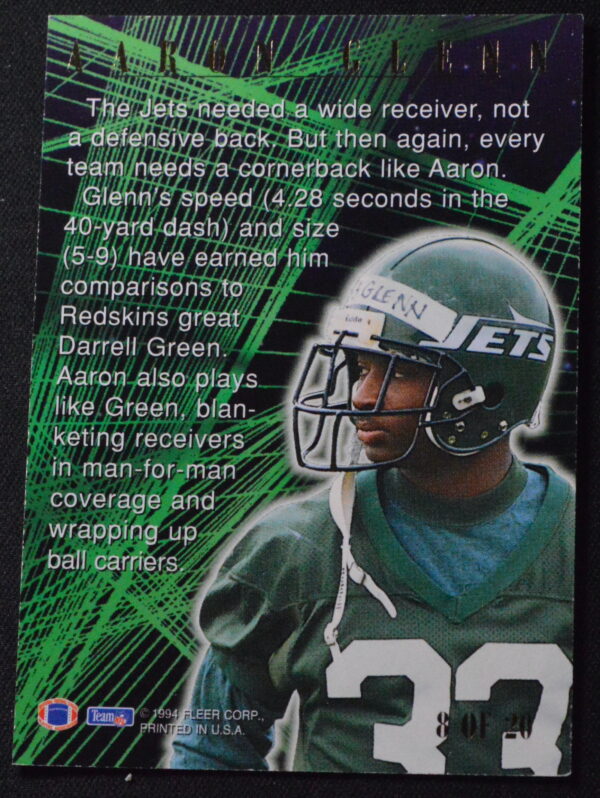 AARON GLENN
The Jets needed a wide receiver, not
a defensive back. But then again, every
team needs a cornerback like Aaron.
Glenn's speed (4.28 seconds in the
40-yard dash) and size
(5-9) have earned him
comparisons to
Redskins great
Darrell Green.
Aaron also plays
like Green, blan-
keting receivers
in man-for-man
coverage and
wrapping up
ball carriers.
GLENN
JETS
33
8 OF 20
Team NFL
© 1994 FLEER CORP.,
PRINTED IN U.S.A.